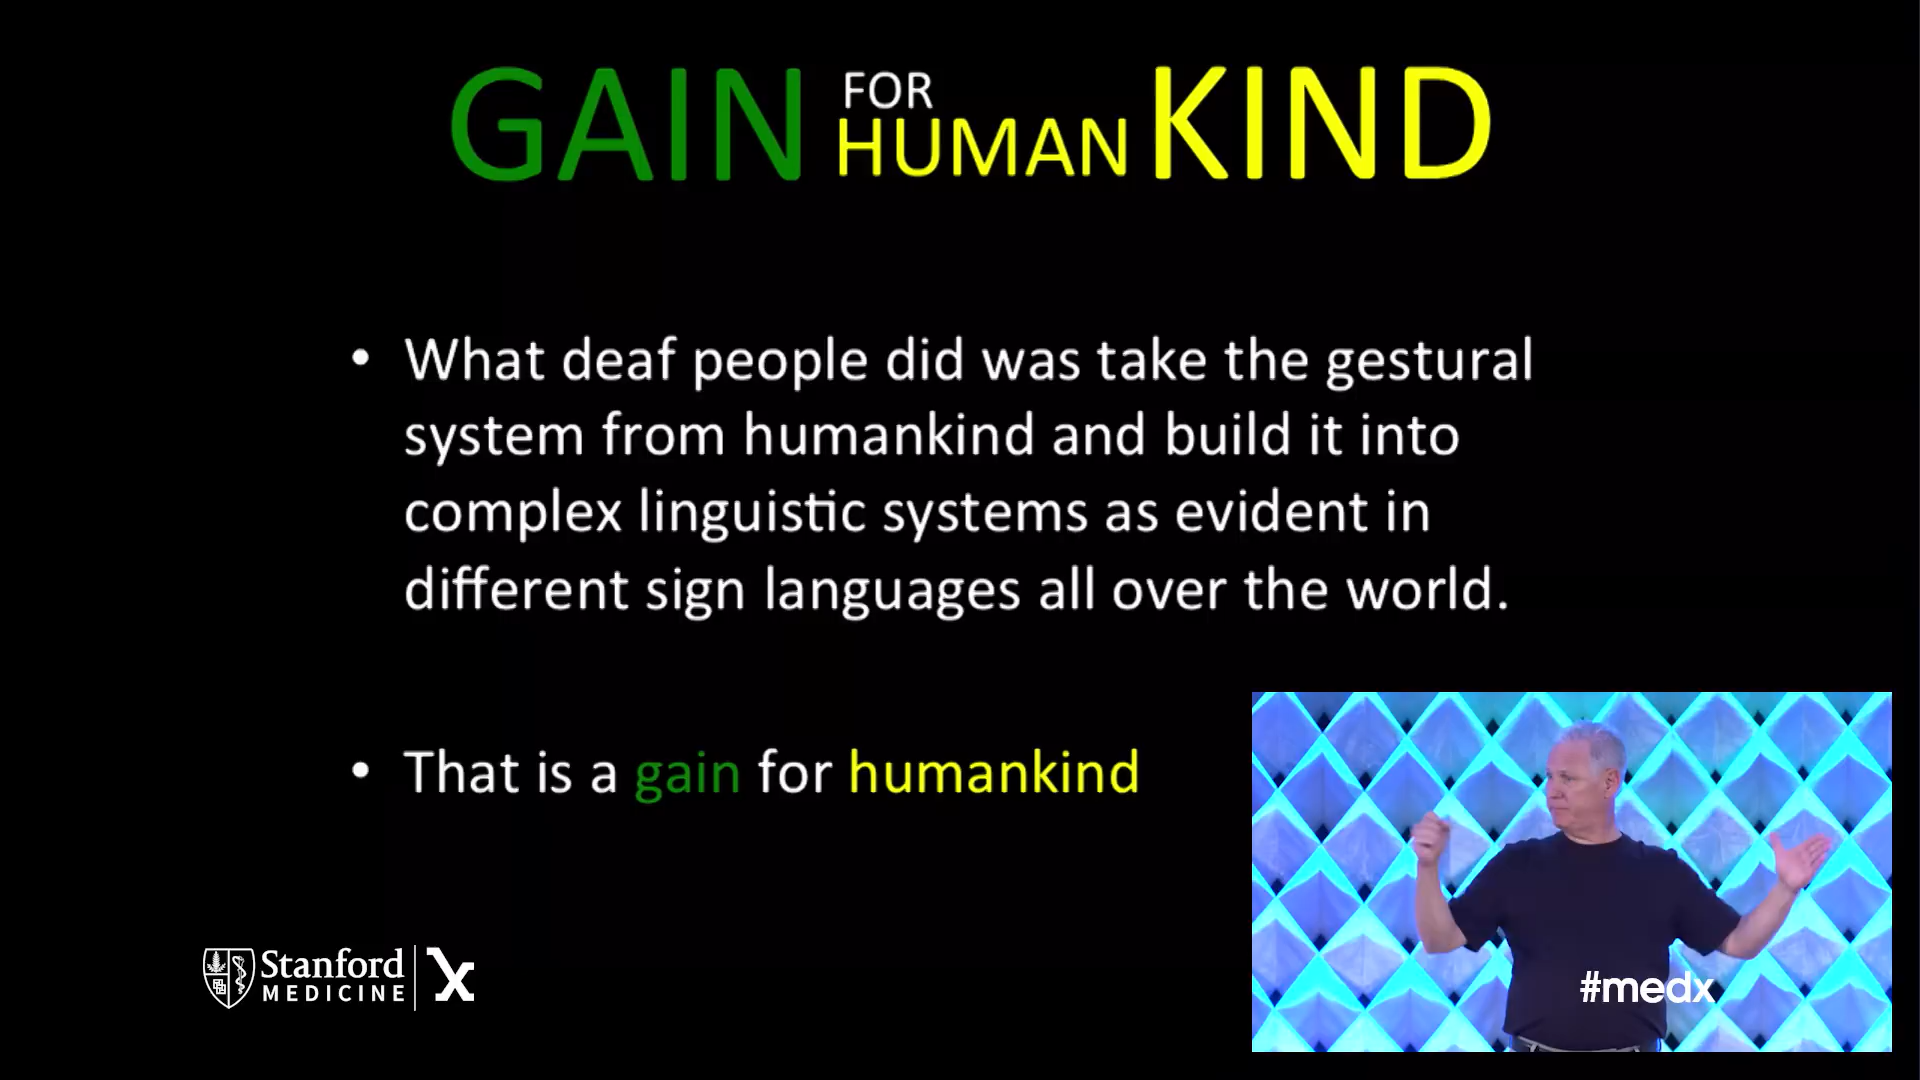 GAIN FOR HUMANKIND
• What deaf people did was take the gestural
system from humankind and build it into
complex linguistic systems as evident in
different sign languages all over the world.
• That is a gain for humankind
Stanford
MEDICINE
X
#medx